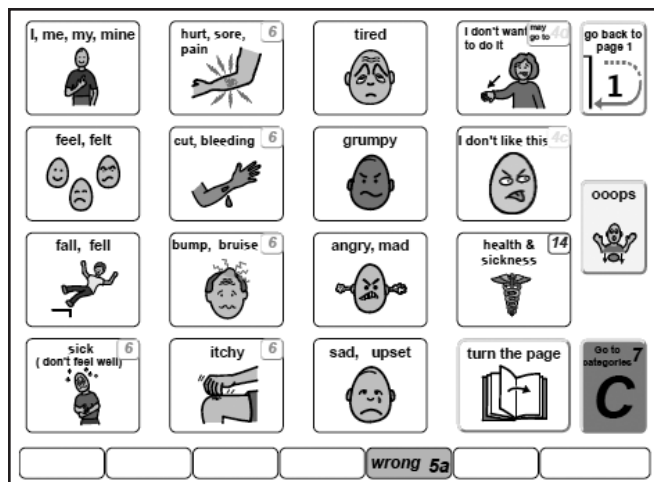 I, me, my, mine
hurt, sore,
pain
6
tired
I don't want
to do it
may
go to
4d
go back to
page 1
1
feel, felt
cut, bleeding
6
grumpy
I don't like this
4c
ooops
fall, fell
bump, bruise
6
angry, mad
health &
sickness
14
sick
( don't feel well)
6
itchy
6
sad, upset
turn the page
Go to
categories
7
C
wrong 5a